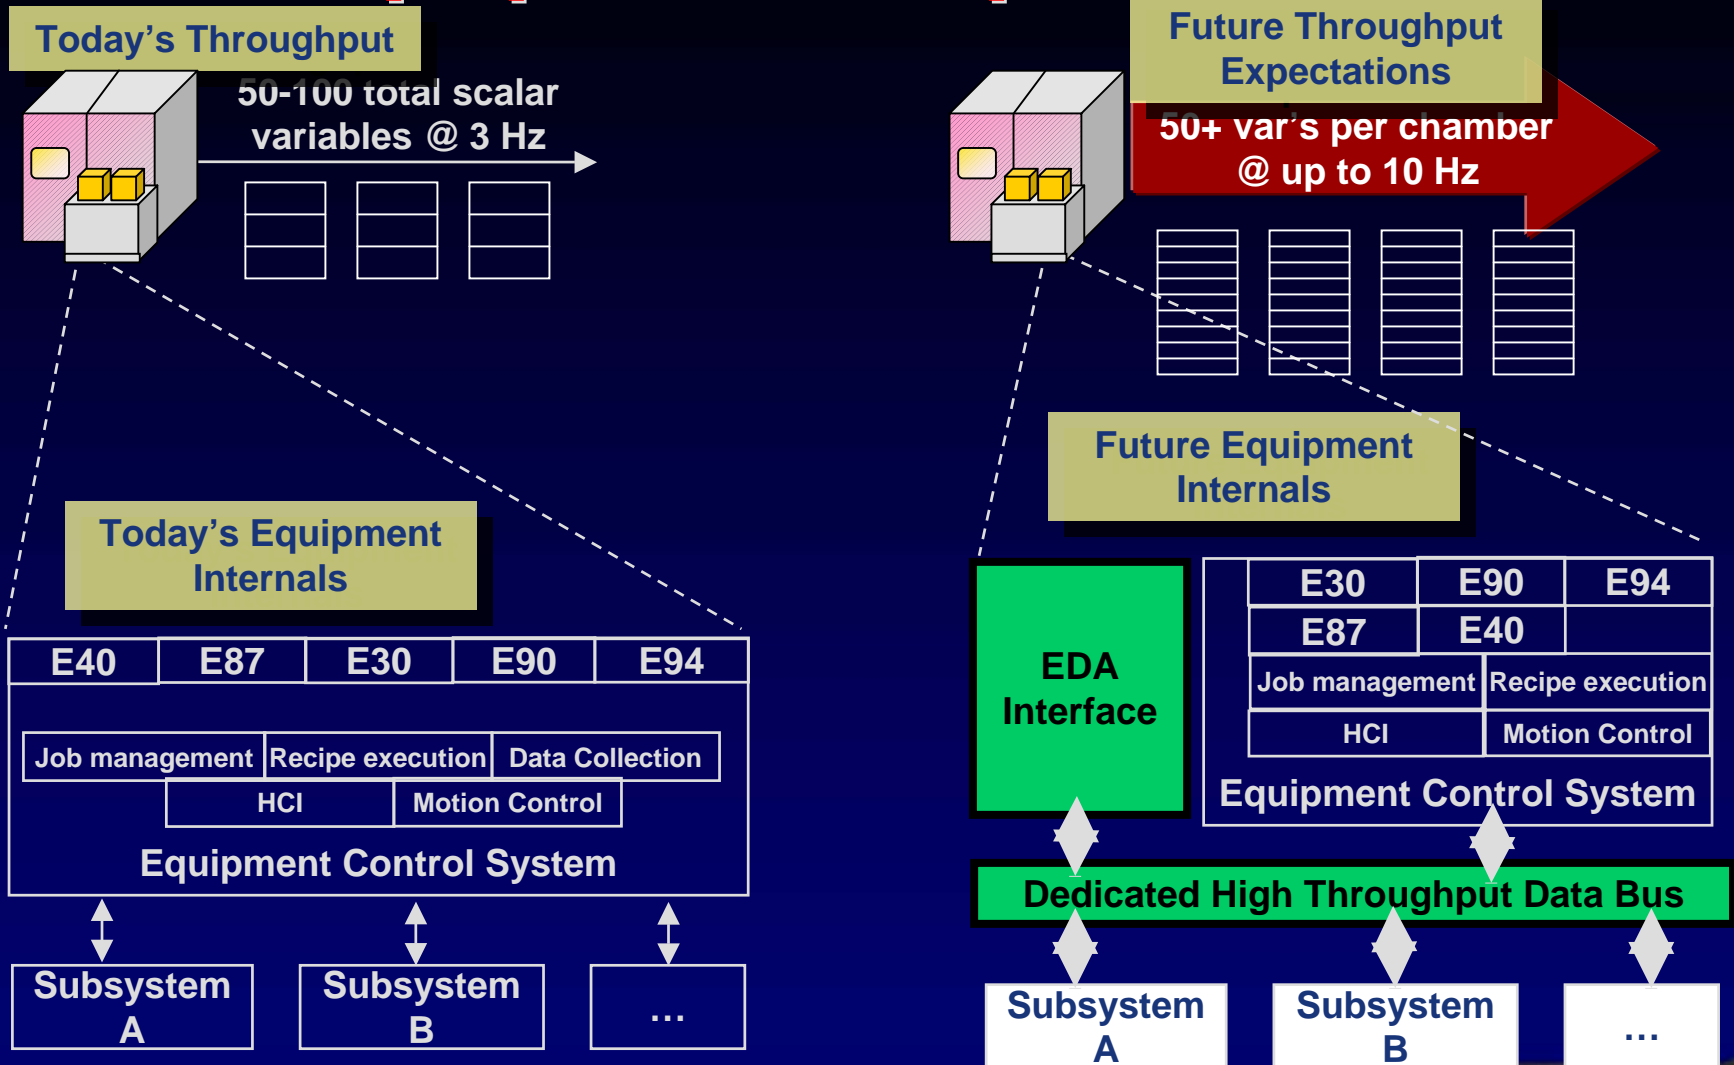 Today’s Throughput
50-100 total scalar
variables @ 3 Hz
Today’s Equipment
Internals
E40 E87 E30 E90 E94
Job management Recipe execution Data Collection
HCI Motion Control
Equipment Control System
Subsystem
A
Subsystem
B
…
Future Throughput
Expectations
50+ var’s per chamber
@ up to 10 Hz
Future Equipment
Internals
EDA
Interface
E30 E90 E94
E87 E40
Job management Recipe execution
HCI Motion Control
Equipment Control System
Dedicated High Throughput Data Bus
Subsystem
A
Subsystem
B
…